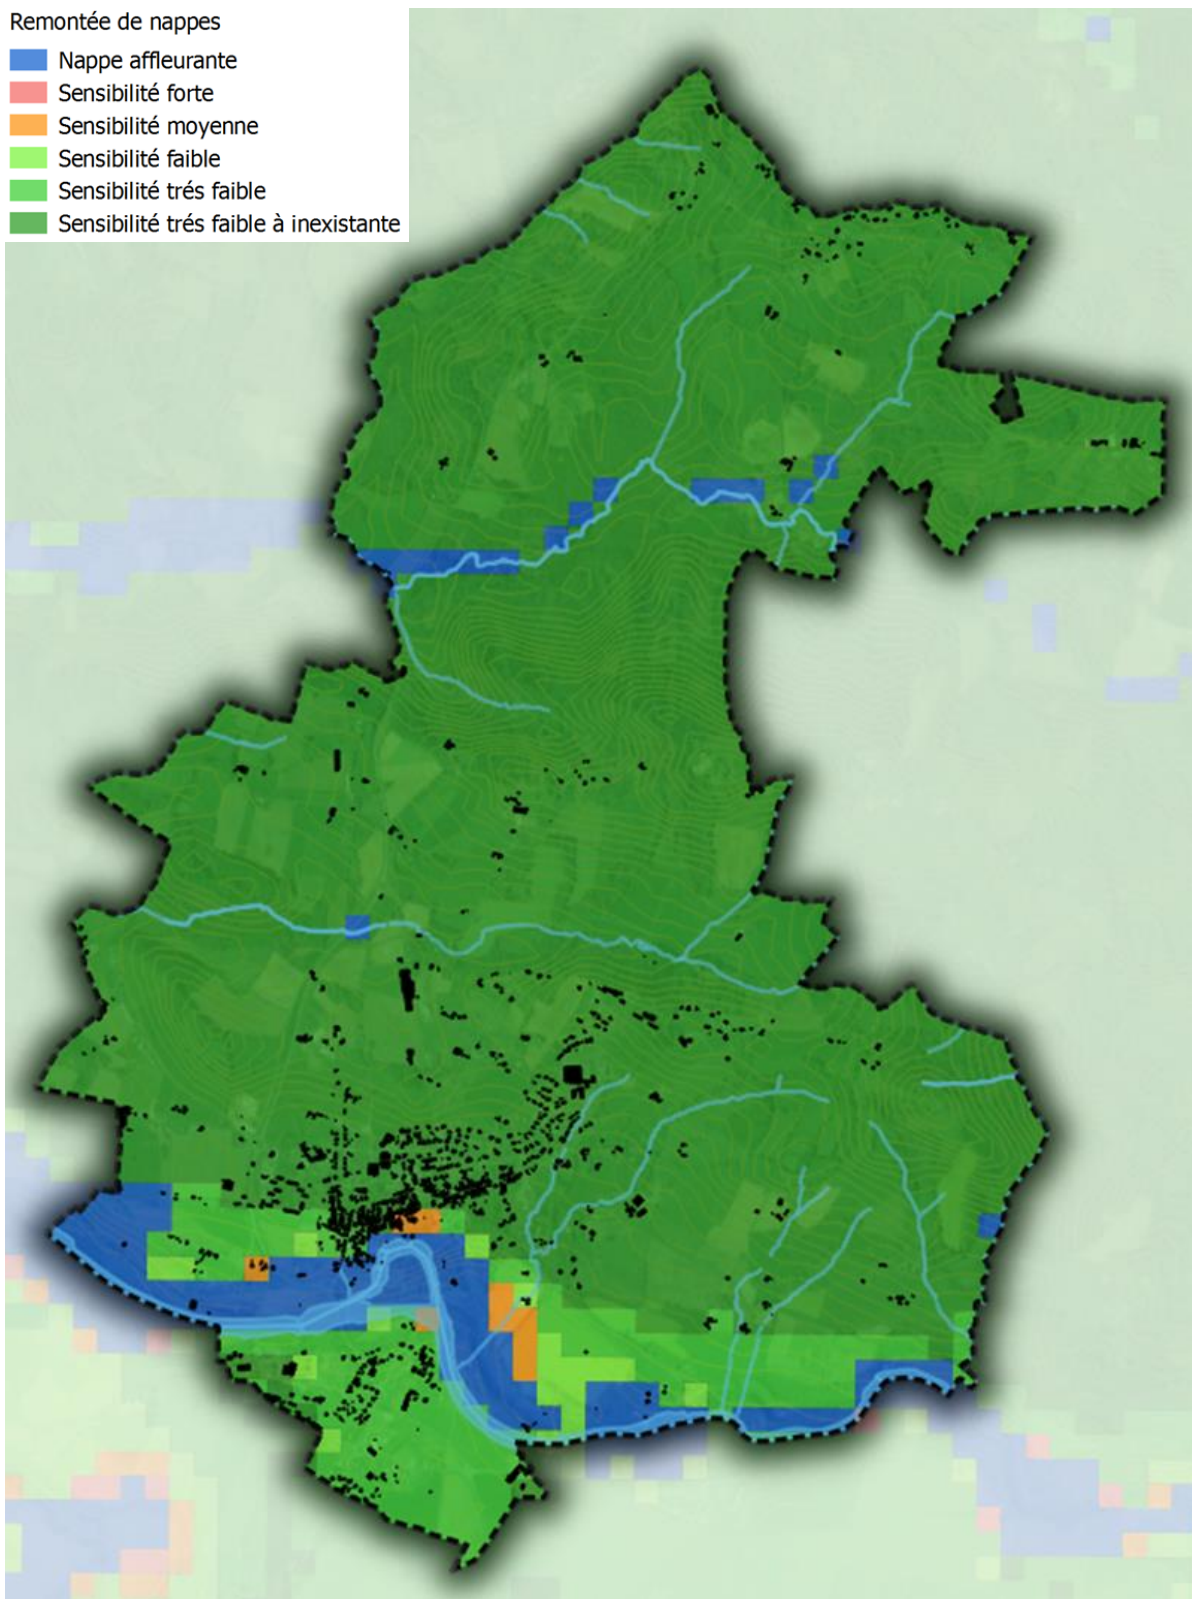 Remontée de nappes
Nappe affleurante
Sensibilité forte
Sensibilité moyenne
Sensibilité faible
Sensibilité trés faible
Sensibilité trés faible à inexistante